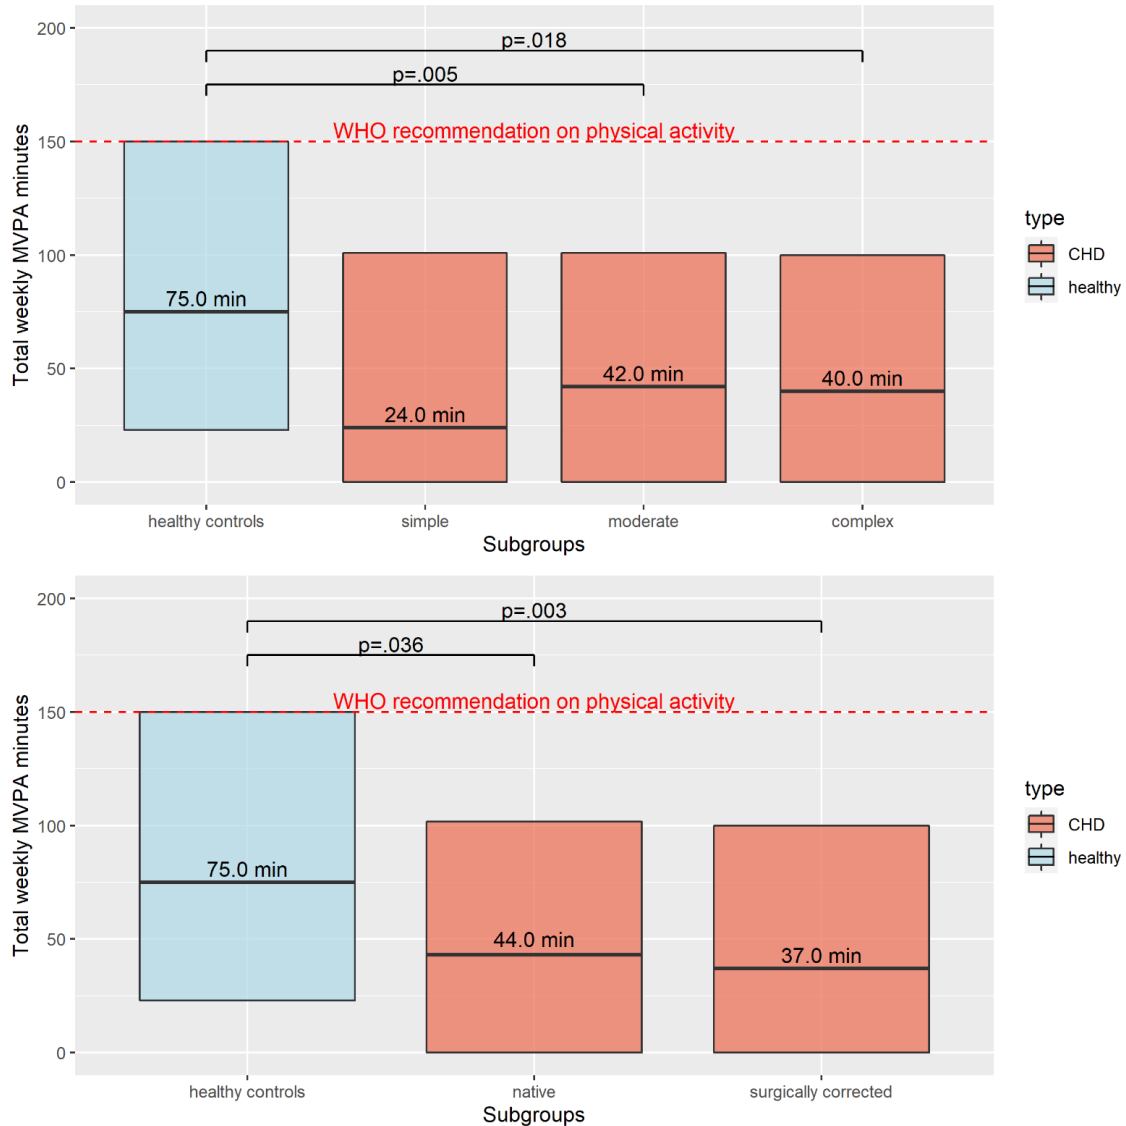 200
150
100
50
0
Total weekly MVPA minutes
p=.018
p=.005
WHO recommendation on physical activity
75.0 min
24.0 min
42.0 min
40.0 min
healthy controls
simple
moderate
complex
Subgroups
type
CHD
healthy
200
150
100
50
0
Total weekly MVPA minutes
p=.003
p=.036
WHO recommendation on physical activity
75.0 min
44.0 min
37.0 min
healthy controls
native
surgically corrected
Subgroups
type
CHD
healthy